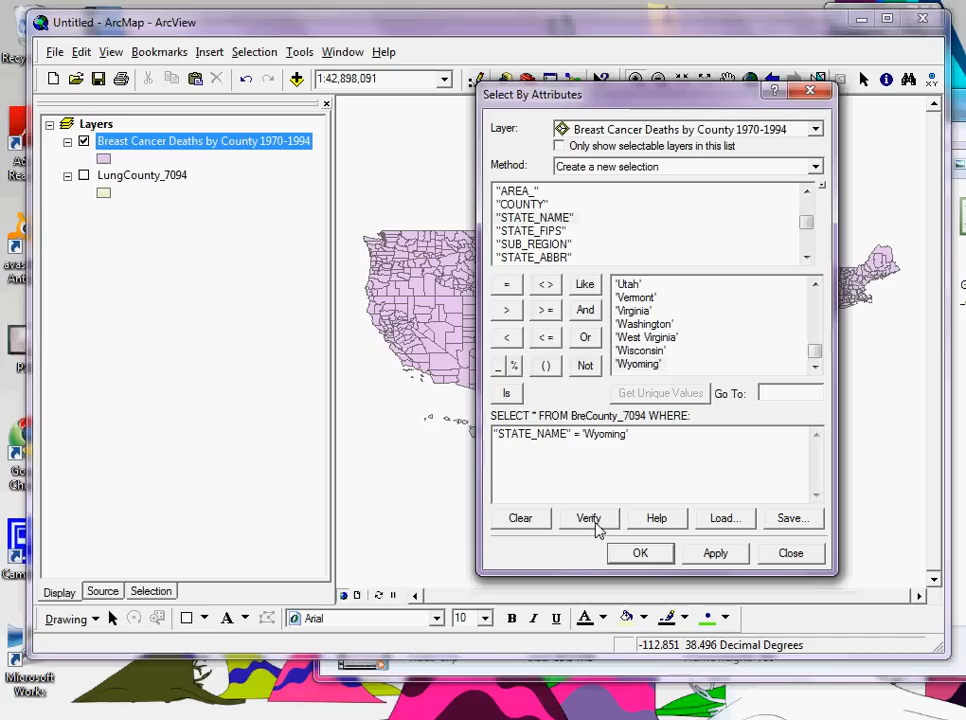 Untitled - ArcMap - ArcView
File Edit View Bookmarks Insert Selection Tools Window Help
1:42,898,091
Layers
Breast Cancer Deaths by County 1970-1994
LungCounty_7094
Select By Attributes
?
Layer:
Breast Cancer Deaths by County 1970-1994
Only show selectable layers in this list
Method:
Create a new selection
"AREA_"
"COUNTY"
"STATE_NAME"
"STATE_FIPS"
"SUB_REGION"
"STATE_ABBR"
= < > Like
> > = And
< < = Or
_ % ( ) Not
Is
'Utah'
'Vermont'
'Virginia'
'Washington'
'West Virginia'
'Wisconsin'
'Wyoming'
Get Unique Values Go To:
SELECT * FROM BreCounty_7094 WHERE:
"STATE_NAME" = 'Wyoming'
Clear Verify Help Load... Save...
OK Apply Close
Display Source Selection
Drawing A Arial 10 B I U A
-112.851 38.496 Decimal Degrees
Microsoft
Works